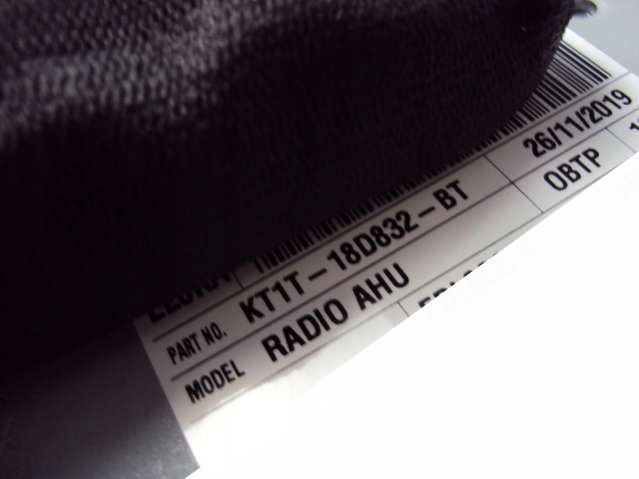 26/11/2019
PART NO. KT1T-18D832-BT OBTP
MODEL RADIO AHU